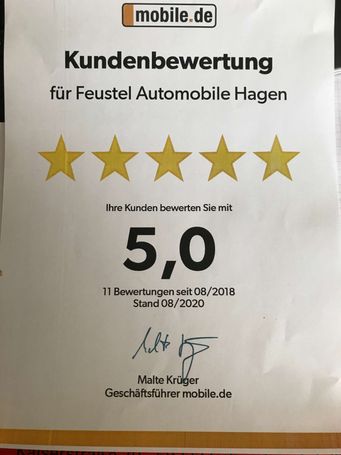 mobile.de
Kundenbewertung
für Feustel Automobile Hagen
Ihre Kunden bewerten Sie mit
5,0
11 Bewertungen seit 08/2018
Stand 08/2020
Malte Krüger
Geschäftsführer mobile.de